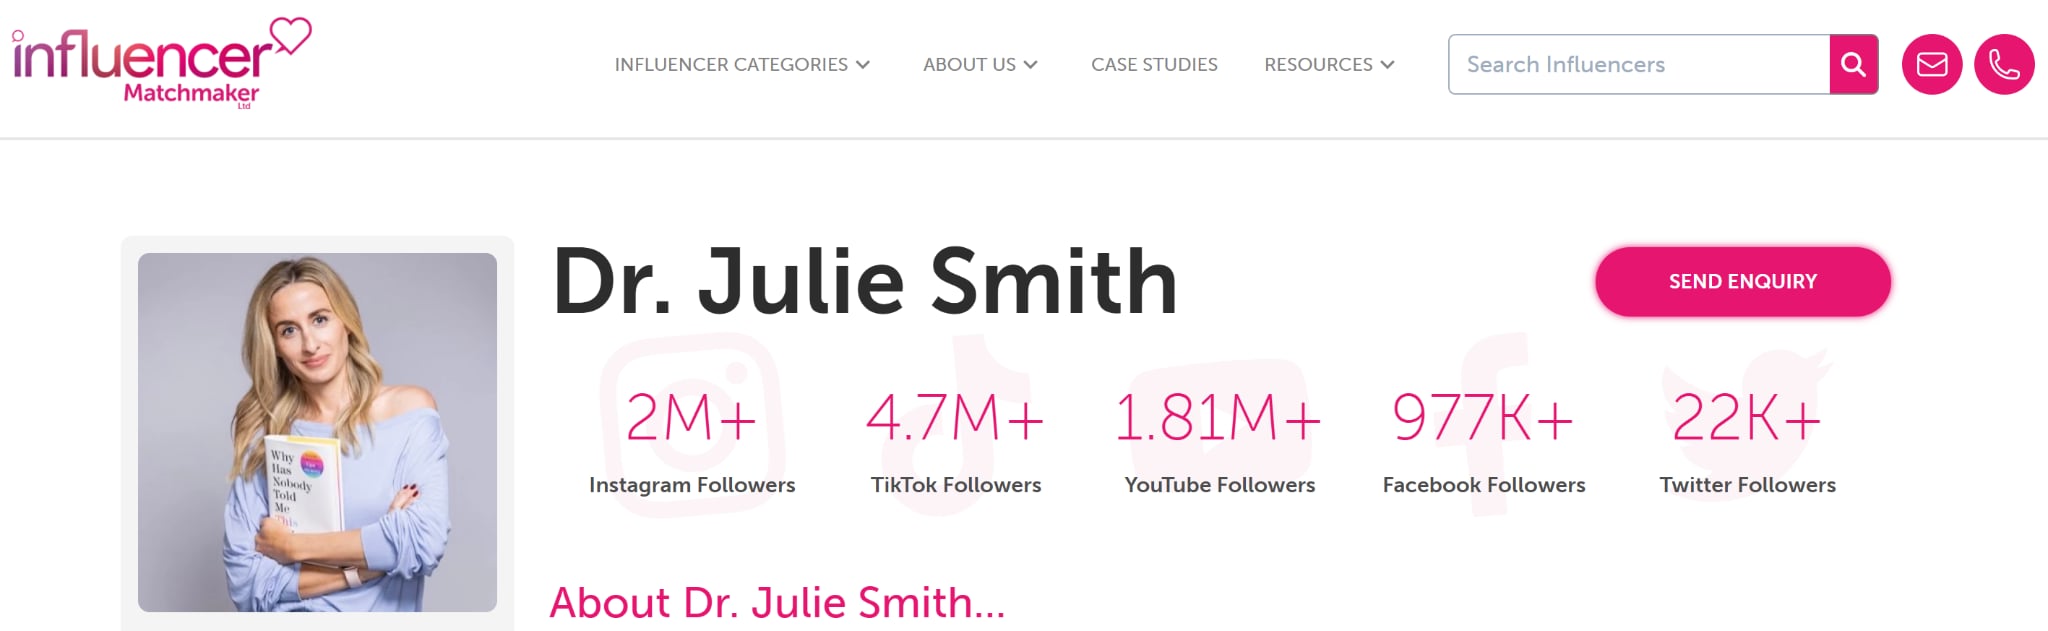 influencer
Matchmaker
Ltd
INFLUENCER CATEGORIES
ABOUT US
CASE STUDIES
RESOURCES
Search Influencers
Dr. Julie Smith
SEND ENQUIRY
2M+
Instagram Followers
4.7M+
TikTok Followers
1.81M+
YouTube Followers
977K+
Facebook Followers
22K+
Twitter Followers
Why
Has
Nobody
Told
Me
This
About Dr. Julie Smith...